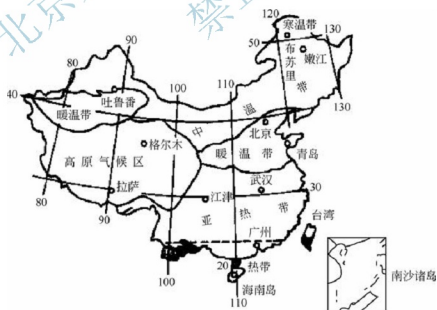 北京
禁
120
寒温带
130
50
布苏里
嫩江
90
80
40
吐鲁番
100
110
中温带
130
暖温带
北京
格尔木
暖温带
青岛
高原气候区
武汉
80
拉萨
90
江津
30
亚热带
台湾
广州
20
热带
100
海南岛
110
南沙诸岛